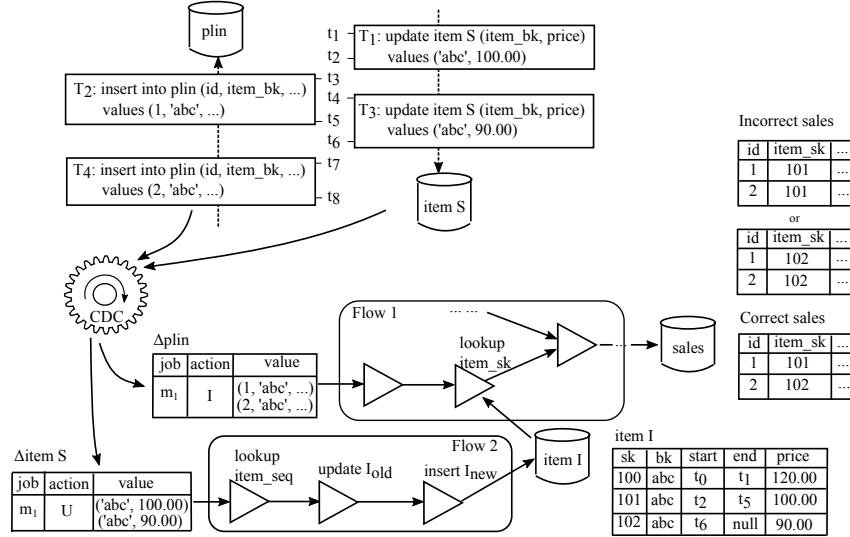 plin
t1
t2
t3
t4
t5
t6
t7
t8
T1: update item S (item_bk, price)
values ('abc', 100.00)
T2: insert into plin (id, item_bk, ...)
values (1, 'abc', ...)
T3: update item S (item_bk, price)
values ('abc', 90.00)
T4: insert into plin (id, item_bk, ...)
values (2, 'abc', ...)
item S
CDC
Incorrect sales
id item_sk ...
1 101 ...
2 101 ...
or
id item_sk ...
1 102 ...
2 102 ...
Correct sales
id item_sk ...
1 101 ...
2 102 ...
Δplin
job action value
m1 I (1, 'abc', ...)
(2, 'abc', ...)
Flow 1
... ...
lookup
item_sk
...
sales
Δitem S
job action value
m1 U ('abc', 100.00)
('abc', 90.00)
Flow 2
lookup
item_seq
update Iold
insert Inew
item I
item I
sk bk start end price
100 abc t0 t1 120.00
101 abc t2 t5 100.00
102 abc t6 null 90.00